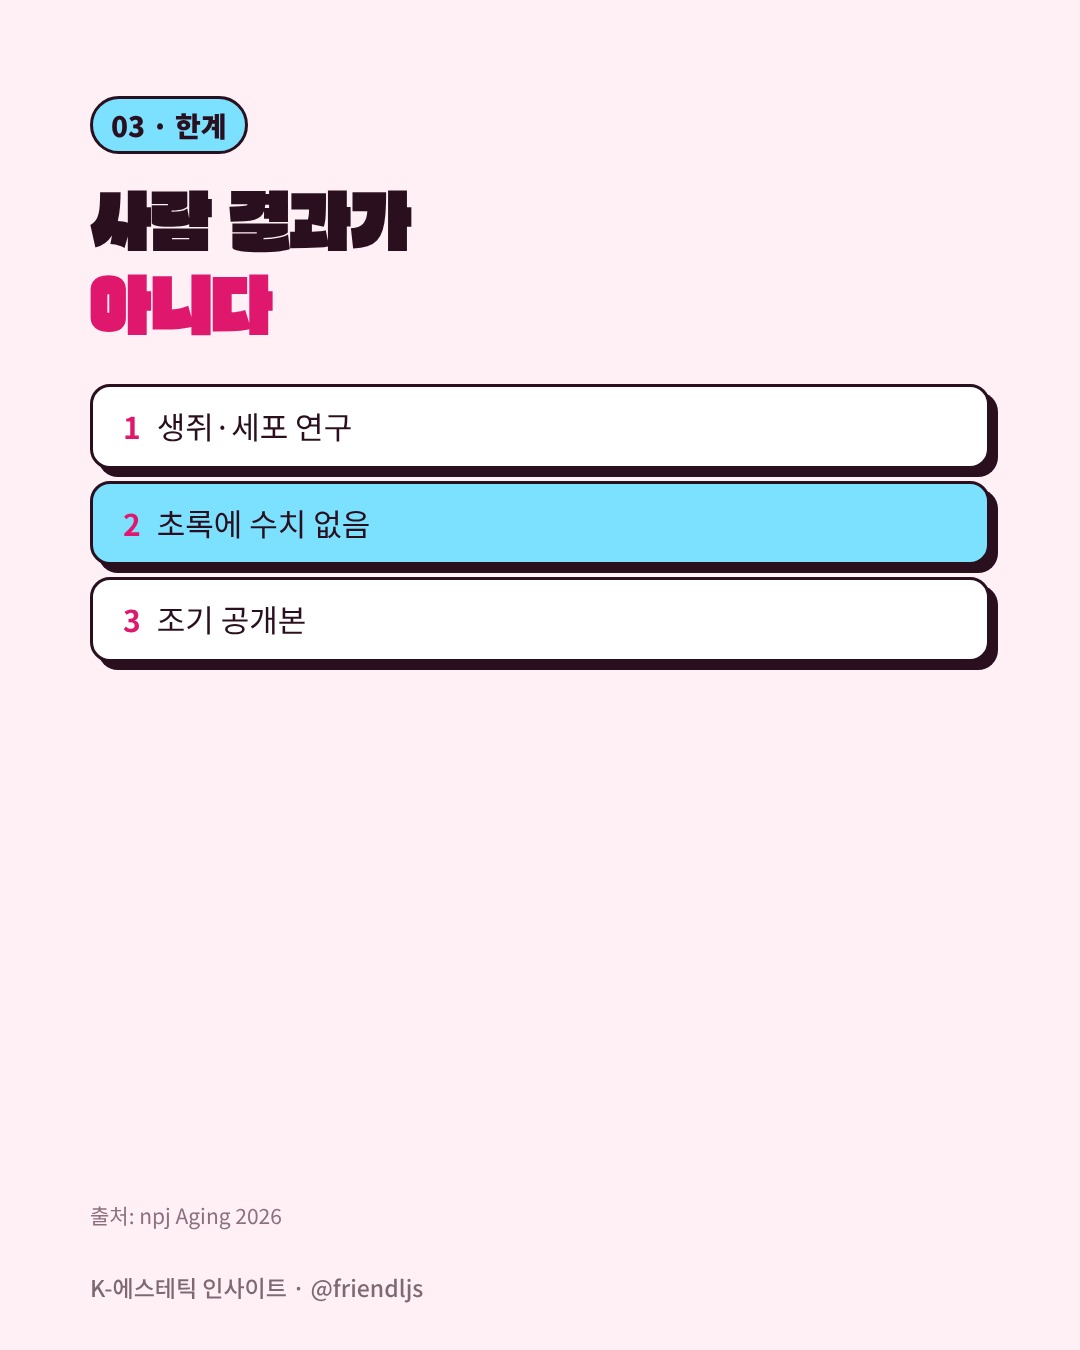 03 · 한계
사람 결과가
아니다
1 생쥐·세포 연구
2 초록에 수치 없음
3 조기 공개본
출처: npj Aging 2026
K-에스테틱 인사이트 · @friendljs